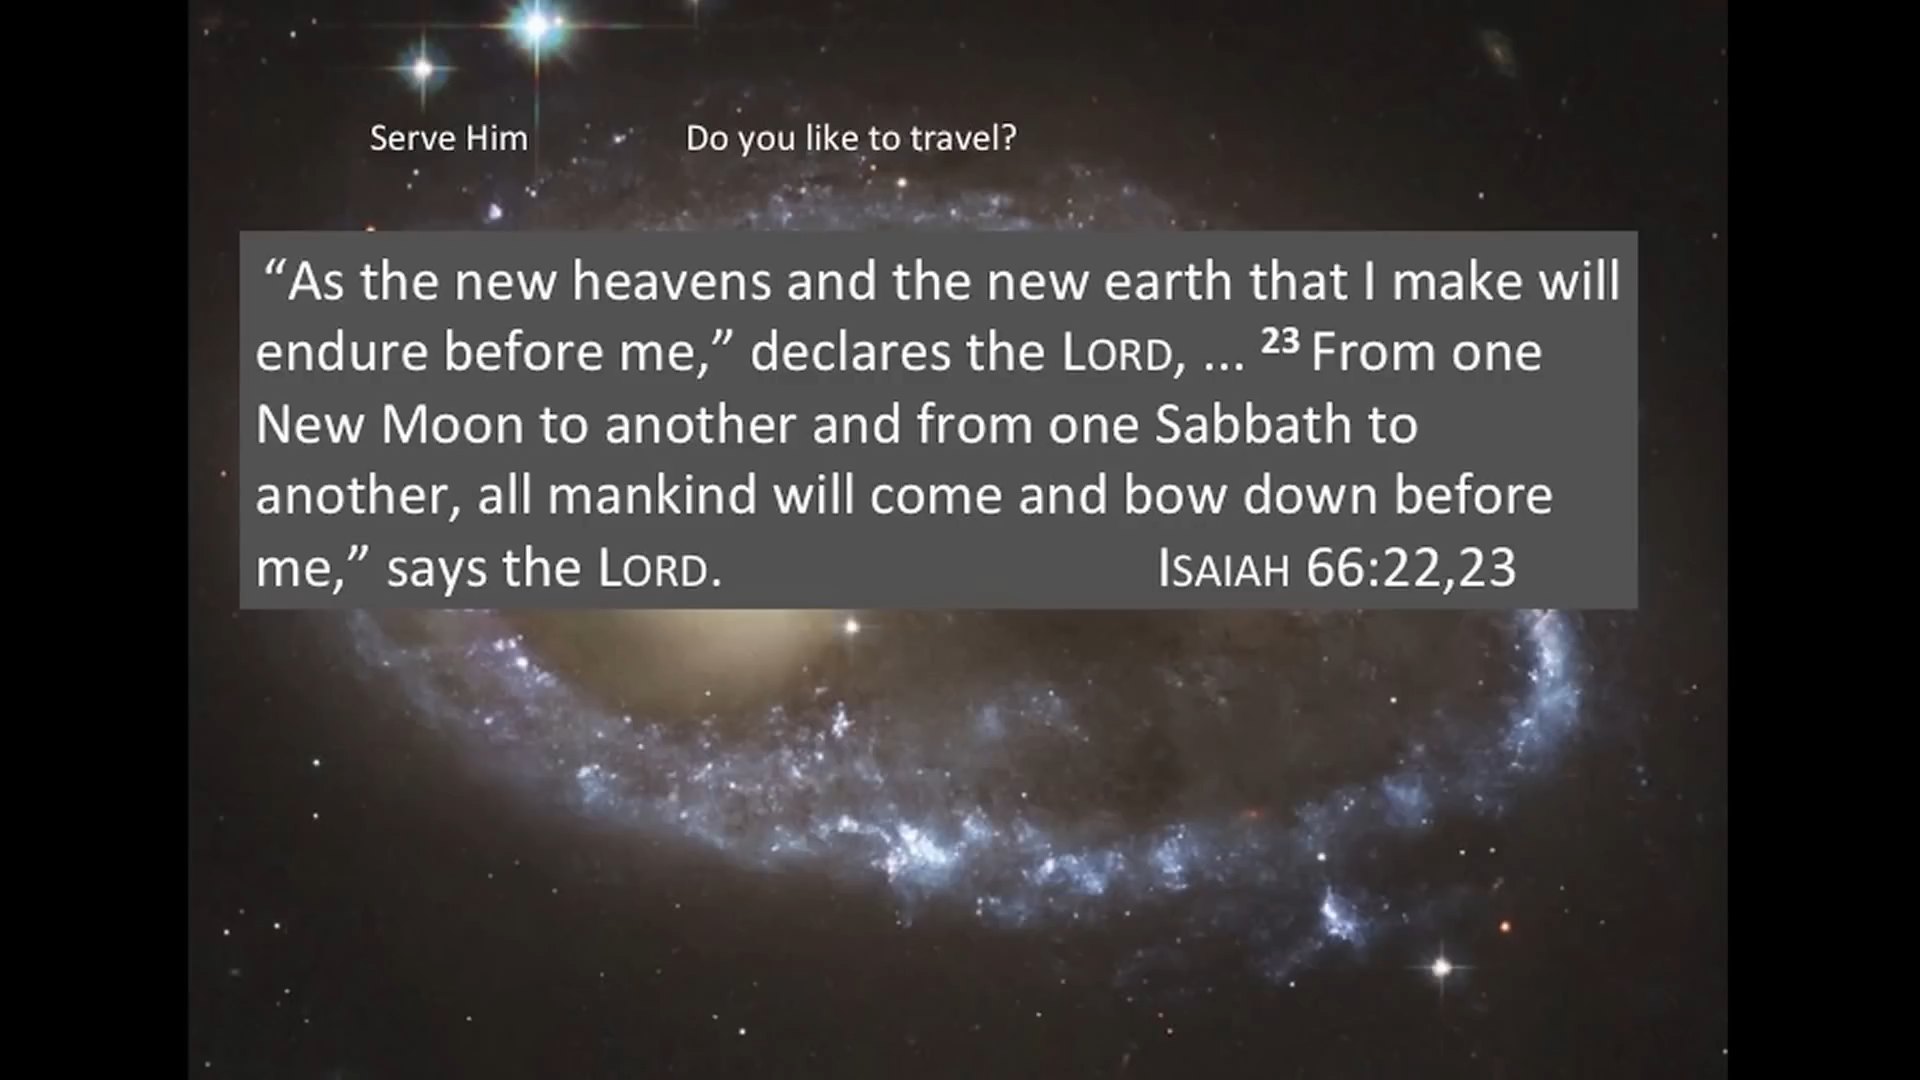 Serve Him Do you like to travel?
“As the new heavens and the new earth that I make will
endure before me,” declares the LORD, ... 23 From one
New Moon to another and from one Sabbath to
another, all mankind will come and bow down before
me,” says the LORD. ISAIAH 66:22,23